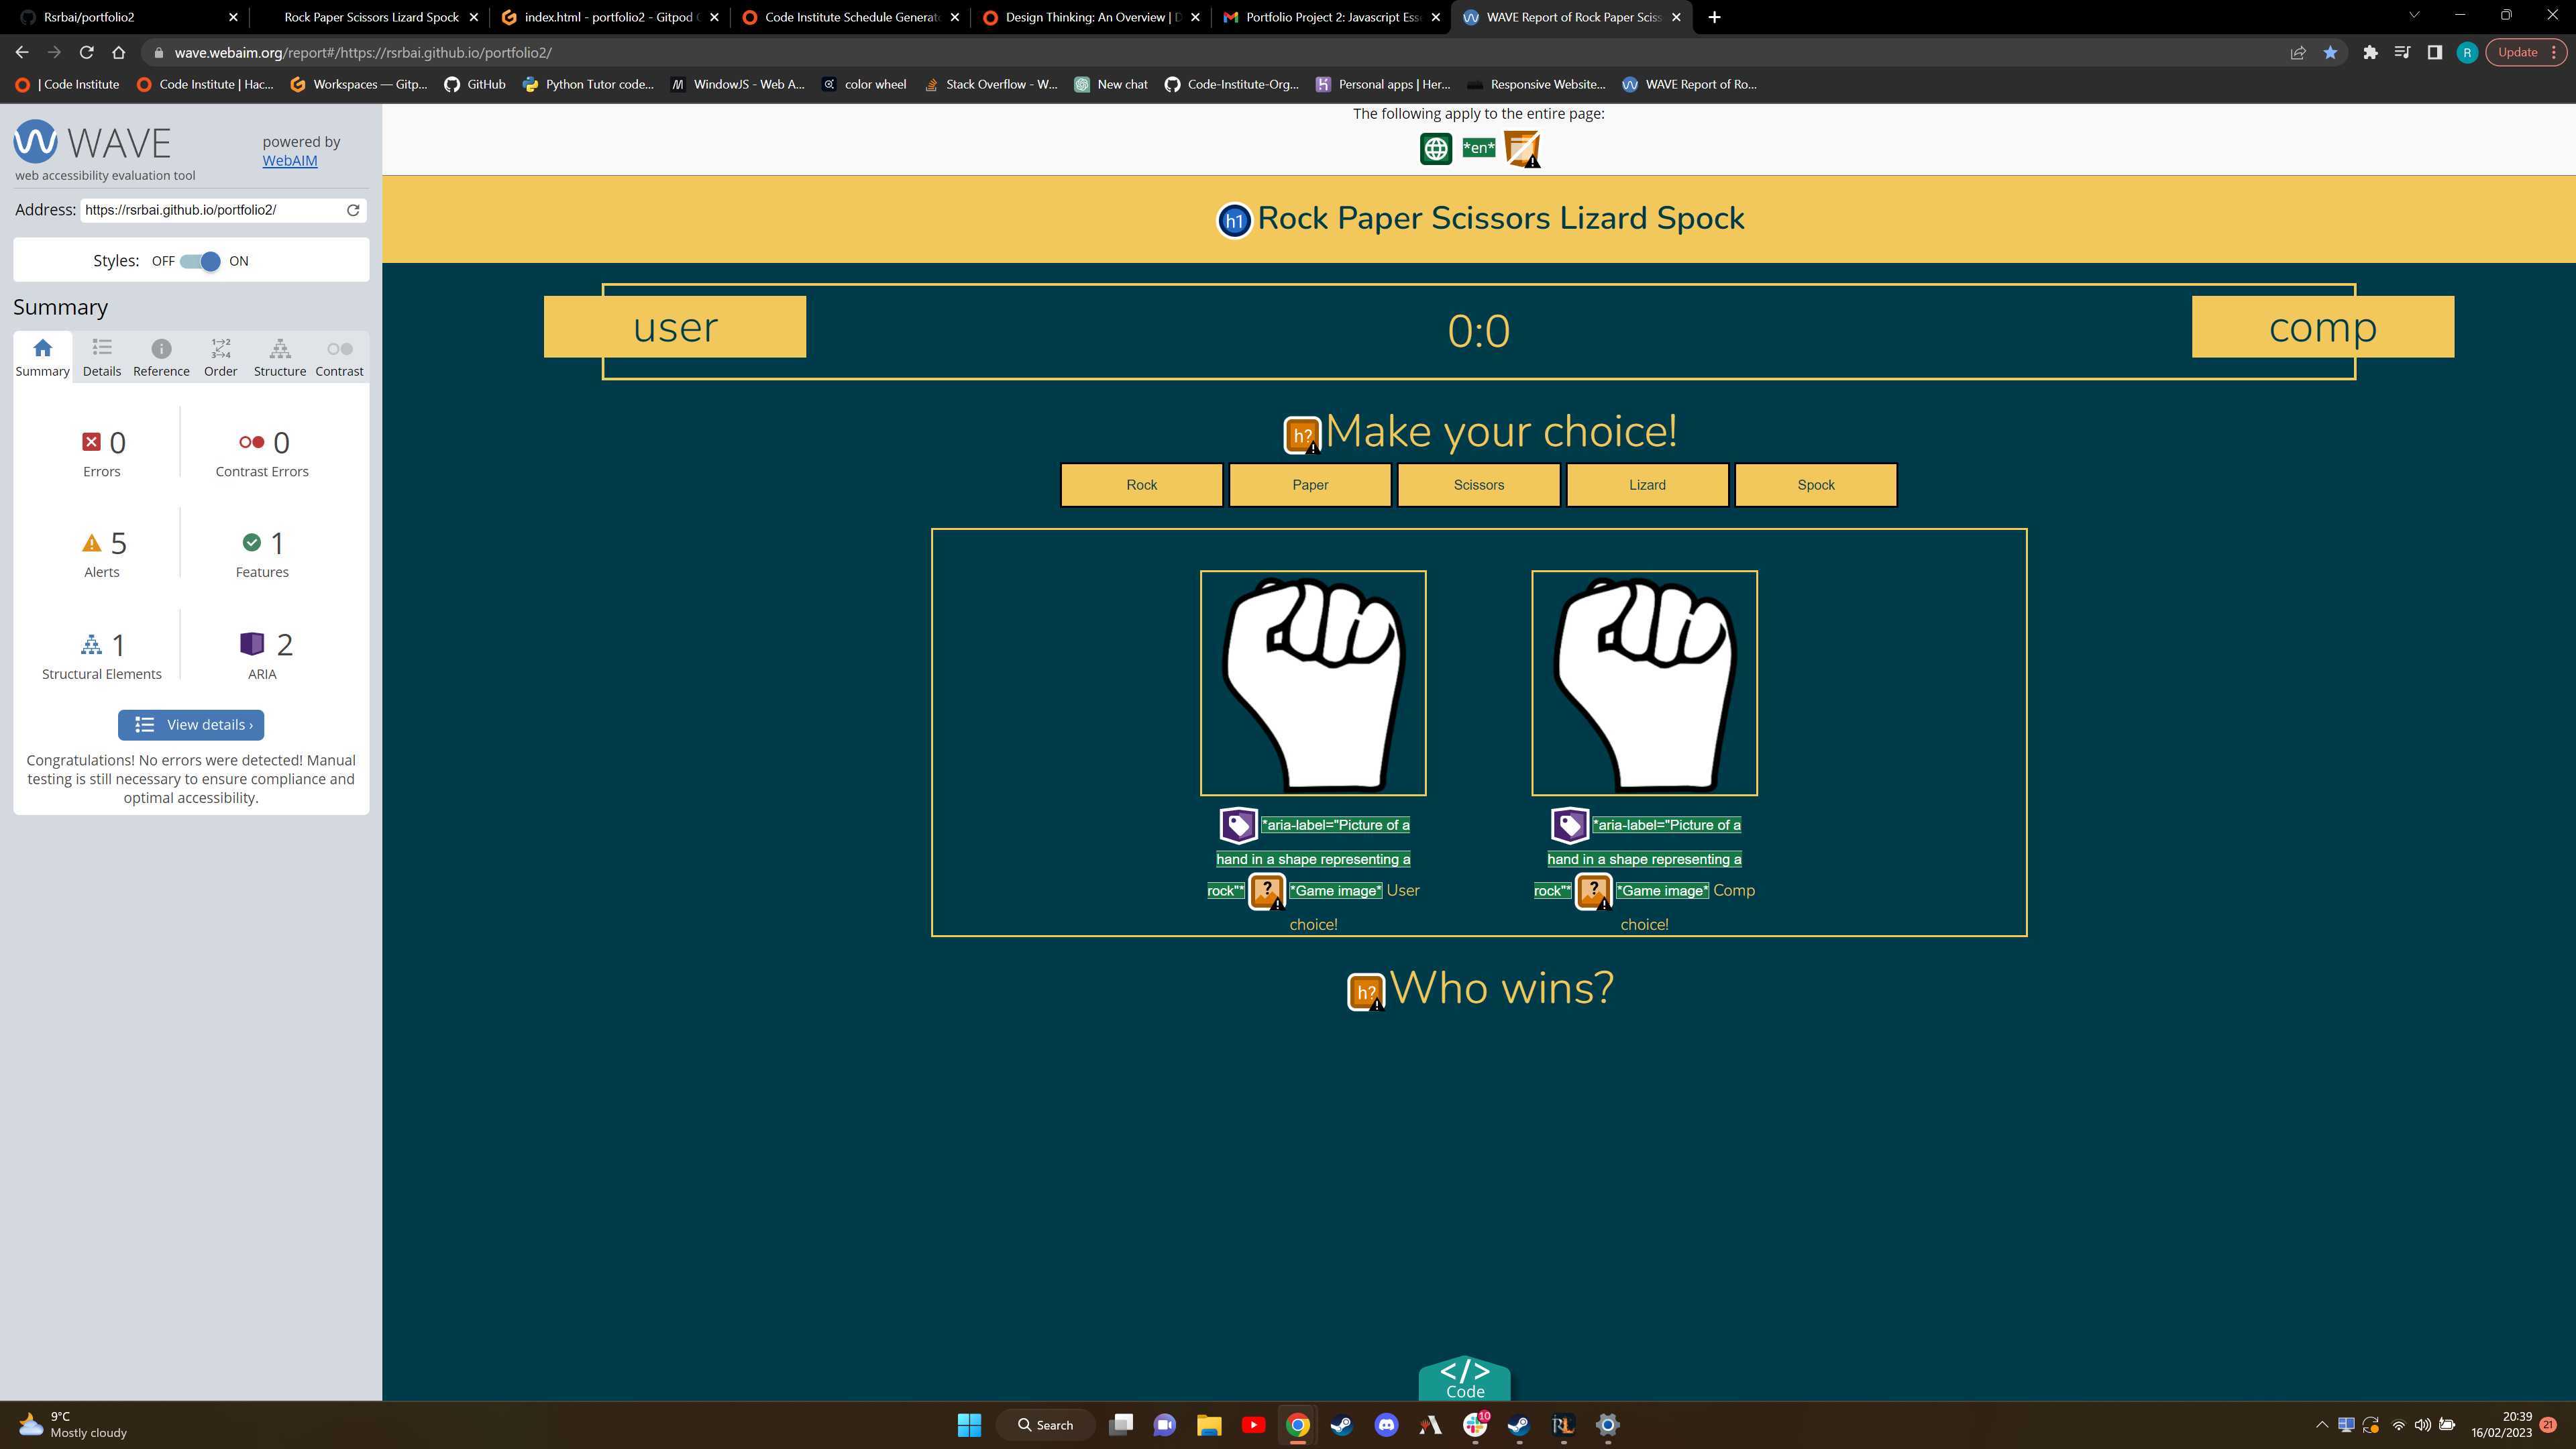 Rsrbai/portfolio2
Rock Paper Scissors Lizard Spock
index.html - portfolio2 - Gitpod
Code Institute Schedule Generat
Design Thinking: An Overview |
Portfolio Project 2: Javascript Ess
WAVE Report of Rock Paper Sciss
wave.webaim.org/report#/https://rsrbai.github.io/portfolio2/
R
Update
| Code Institute
Code Institute | Hac...
Workspaces — Gitp...
GitHub
Python Tutor code...
WindowJS - Web A...
color wheel
Stack Overflow - W...
New chat
Code-Institute-Org...
Personal apps | Her...
Responsive Website...
WAVE Report of Ro...
WAVE
powered by
WebAIM
web accessibility evaluation tool
Address: https://rsrbai.github.io/portfolio2/
Styles: OFF ON
Summary
Summary
Details
Reference
Order
Structure
Contrast
0
Errors
0
Contrast Errors
5
Alerts
1
Features
1
Structural Elements
2
ARIA
View details ›
Congratulations! No errors were detected! Manual
testing is still necessary to ensure compliance and
optimal accessibility.
The following apply to the entire page:
*en*
h1 Rock Paper Scissors Lizard Spock
user
0:0
comp
h? Make your choice!
Rock
Paper
Scissors
Lizard
Spock
*aria-label="Picture of a
hand in a shape representing a
rock"* *Game image* User
choice!
*aria-label="Picture of a
hand in a shape representing a
rock"* *Game image* Comp
choice!
h? Who wins?
</>
Code
9°C
Mostly cloudy
Search
10
20:39
16/02/2023
21